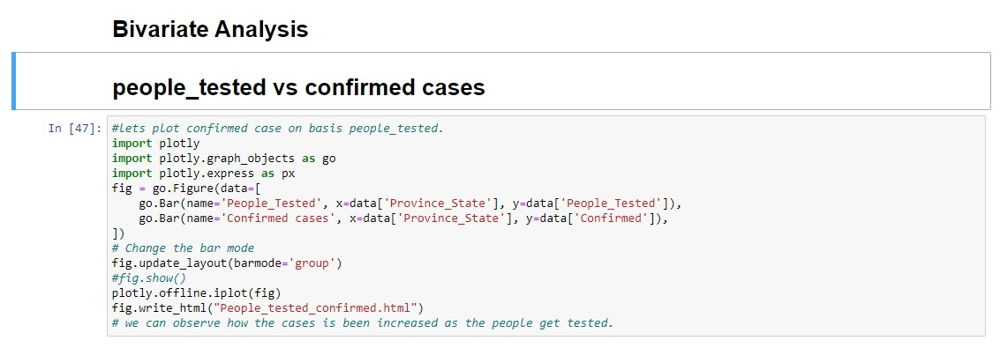 Bivariate Analysis
people_tested vs confirmed cases
In [47]: #lets plot confirmed case on basis people_tested.
import plotly
import plotly.graph_objects as go
import plotly.express as px
fig = go.Figure(data=[
    go.Bar(name='People_Tested', x=data['Province_State'], y=data['People_Tested']),
    go.Bar(name='Confirmed cases', x=data['Province_State'], y=data['Confirmed']),
])
# Change the bar mode
fig.update_layout(barmode='group')
#fig.show()
plotly.offline.iplot(fig)
fig.write_html("People_tested_confirmed.html")
# we can observe how the cases is been increased as the people get tested.